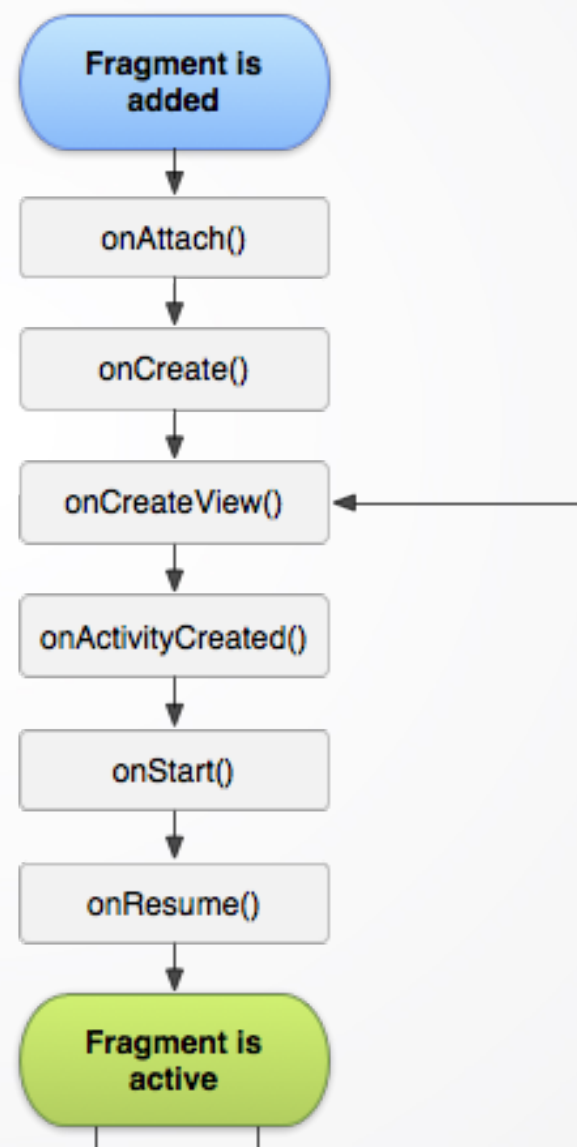 Fragment is
added
onAttach()
onCreate()
onCreateView()
onActivityCreated()
onStart()
onResume()
Fragment is
active